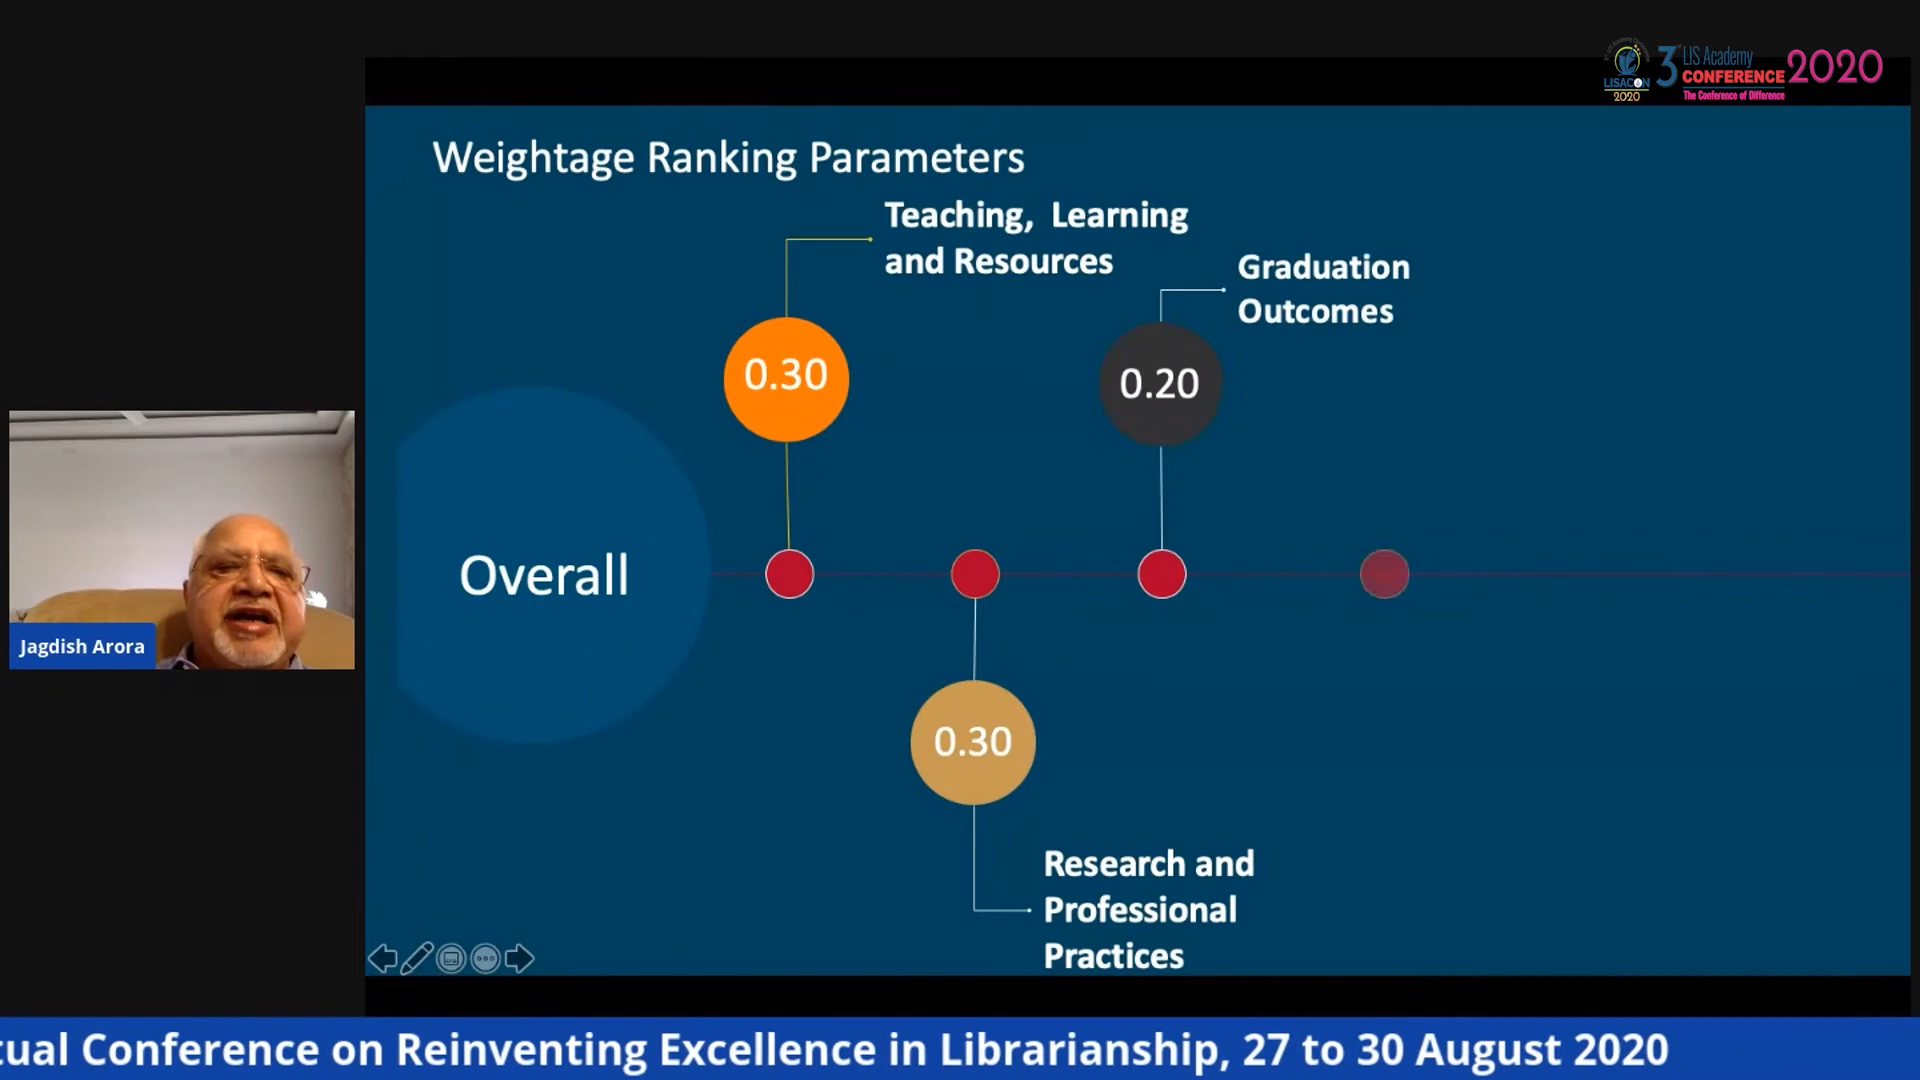 LISACON
2020
3rd LIS Academy
CONFERENCE 2020
The Conference of Difference
Weightage Ranking Parameters
Teaching, Learning
and Resources
Graduation
Outcomes
0.30
0.20
Overall
0.30
Research and
Professional
Practices
Jagdish Arora
tual Conference on Reinventing Excellence in Librarianship, 27 to 30 August 2020